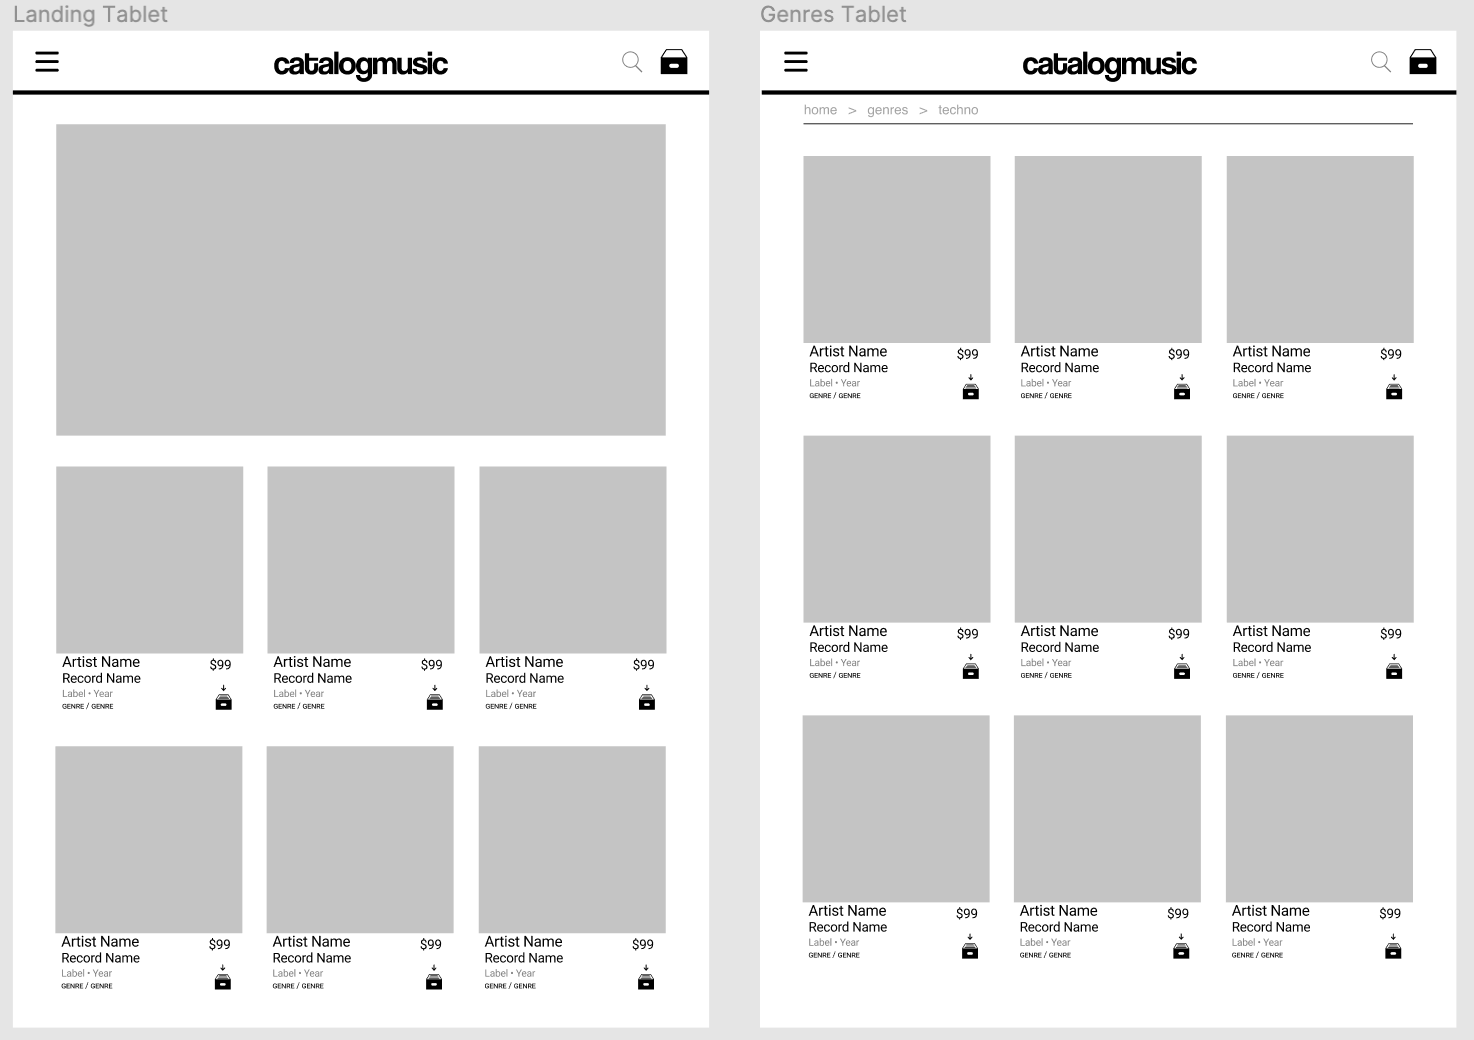 Landing Tablet
catalogmusic
Artist Name $99
Record Name
Label • Year
GENRE / GENRE
Artist Name $99
Record Name
Label • Year
GENRE / GENRE
Artist Name $99
Record Name
Label • Year
GENRE / GENRE
Artist Name $99
Record Name
Label • Year
GENRE / GENRE
Artist Name $99
Record Name
Label • Year
GENRE / GENRE
Artist Name $99
Record Name
Label • Year
GENRE / GENRE
Genres Tablet
catalogmusic
home > genres > techno
Artist Name $99
Record Name
Label • Year
GENRE / GENRE
Artist Name $99
Record Name
Label • Year
GENRE / GENRE
Artist Name $99
Record Name
Label • Year
GENRE / GENRE
Artist Name $99
Record Name
Label • Year
GENRE / GENRE
Artist Name $99
Record Name
Label • Year
GENRE / GENRE
Artist Name $99
Record Name
Label • Year
GENRE / GENRE
Artist Name $99
Record Name
Label • Year
GENRE / GENRE
Artist Name $99
Record Name
Label • Year
GENRE / GENRE
Artist Name $99
Record Name
Label • Year
GENRE / GENRE